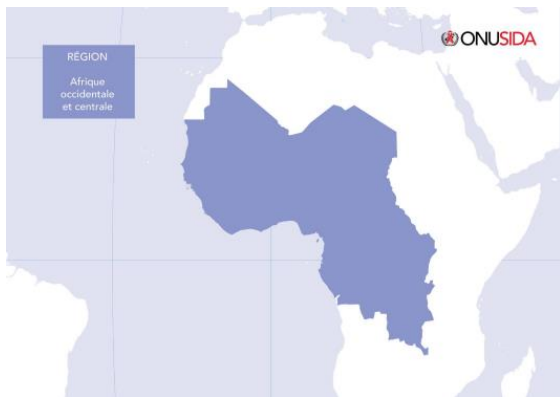 RÉGION
Afrique
occidentale
et centrale
ONUSIDA